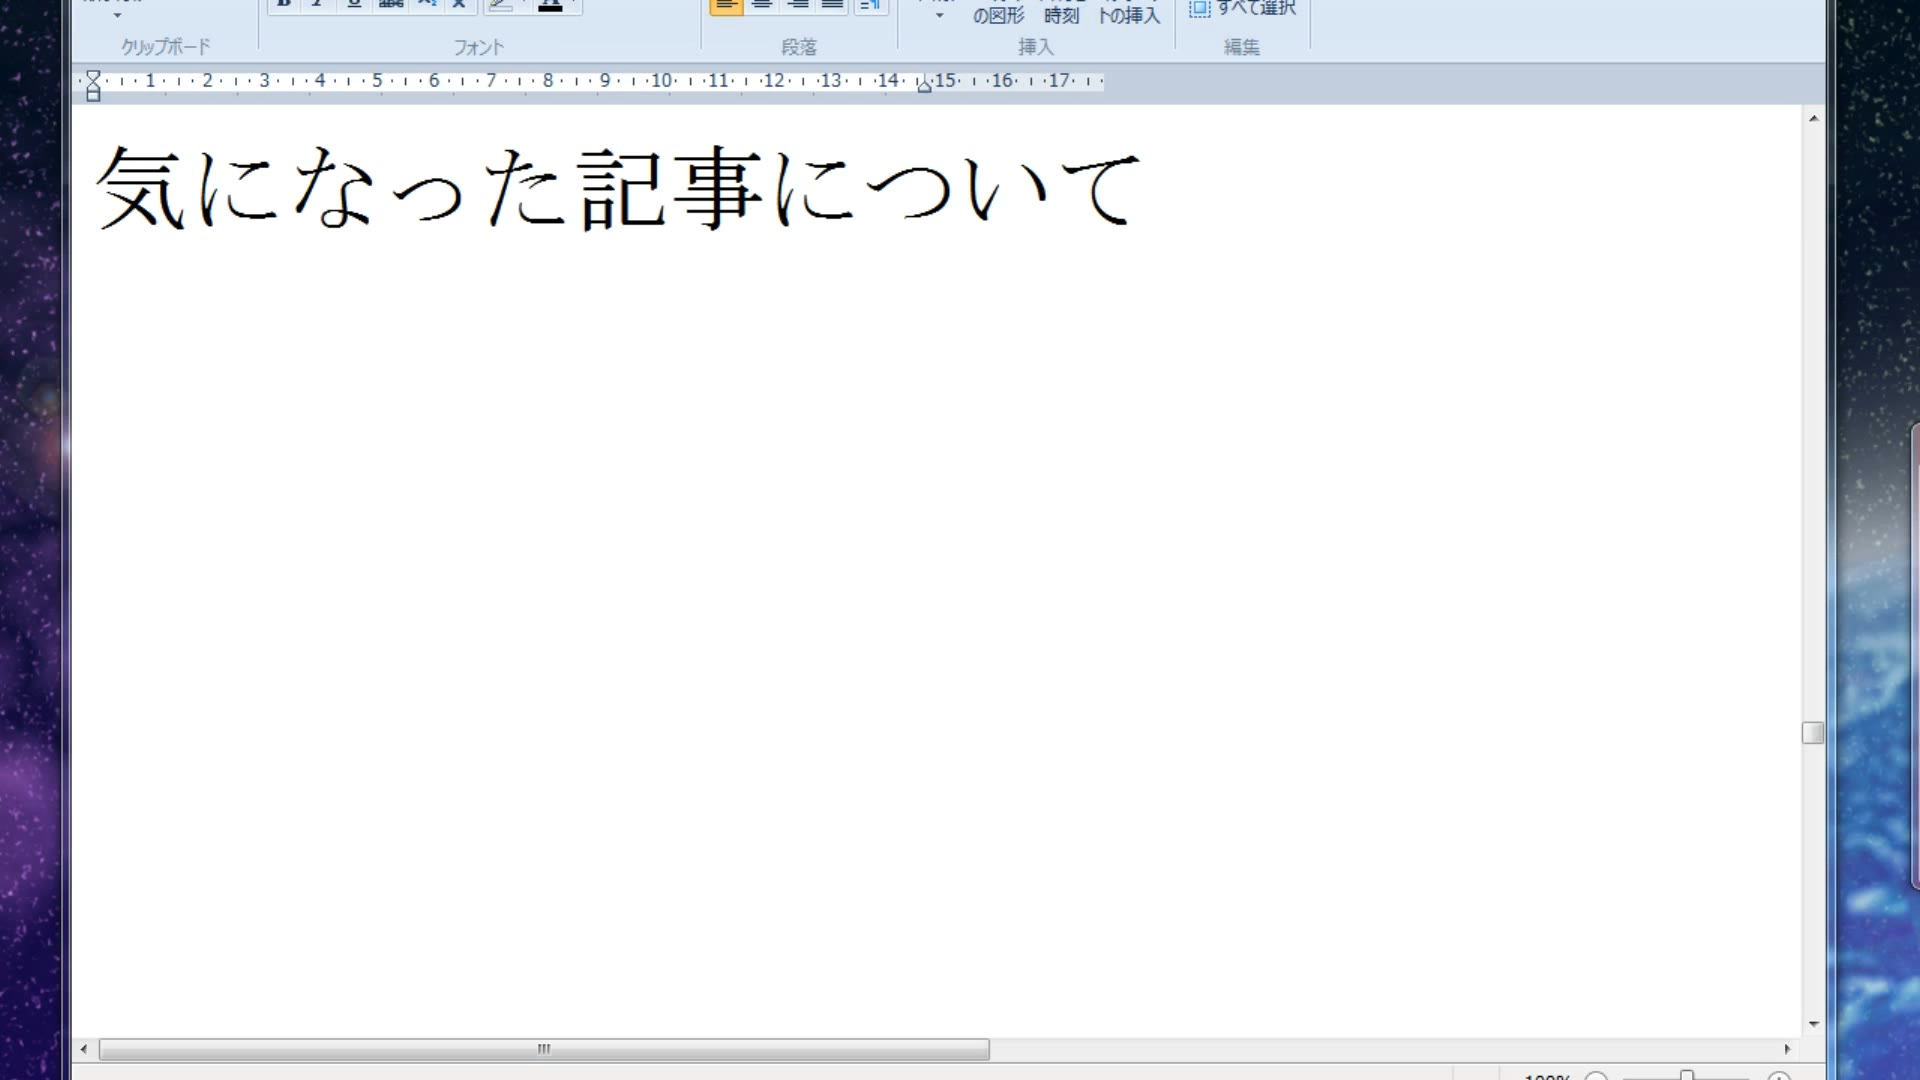 の図形 時刻 トの挿入 すべて選択
クリップボード フォント 段落 挿入 編集
1 2 3 4 5 6 7 8 9 10 11 12 13 14 15 16 17
気になった記事について
100%